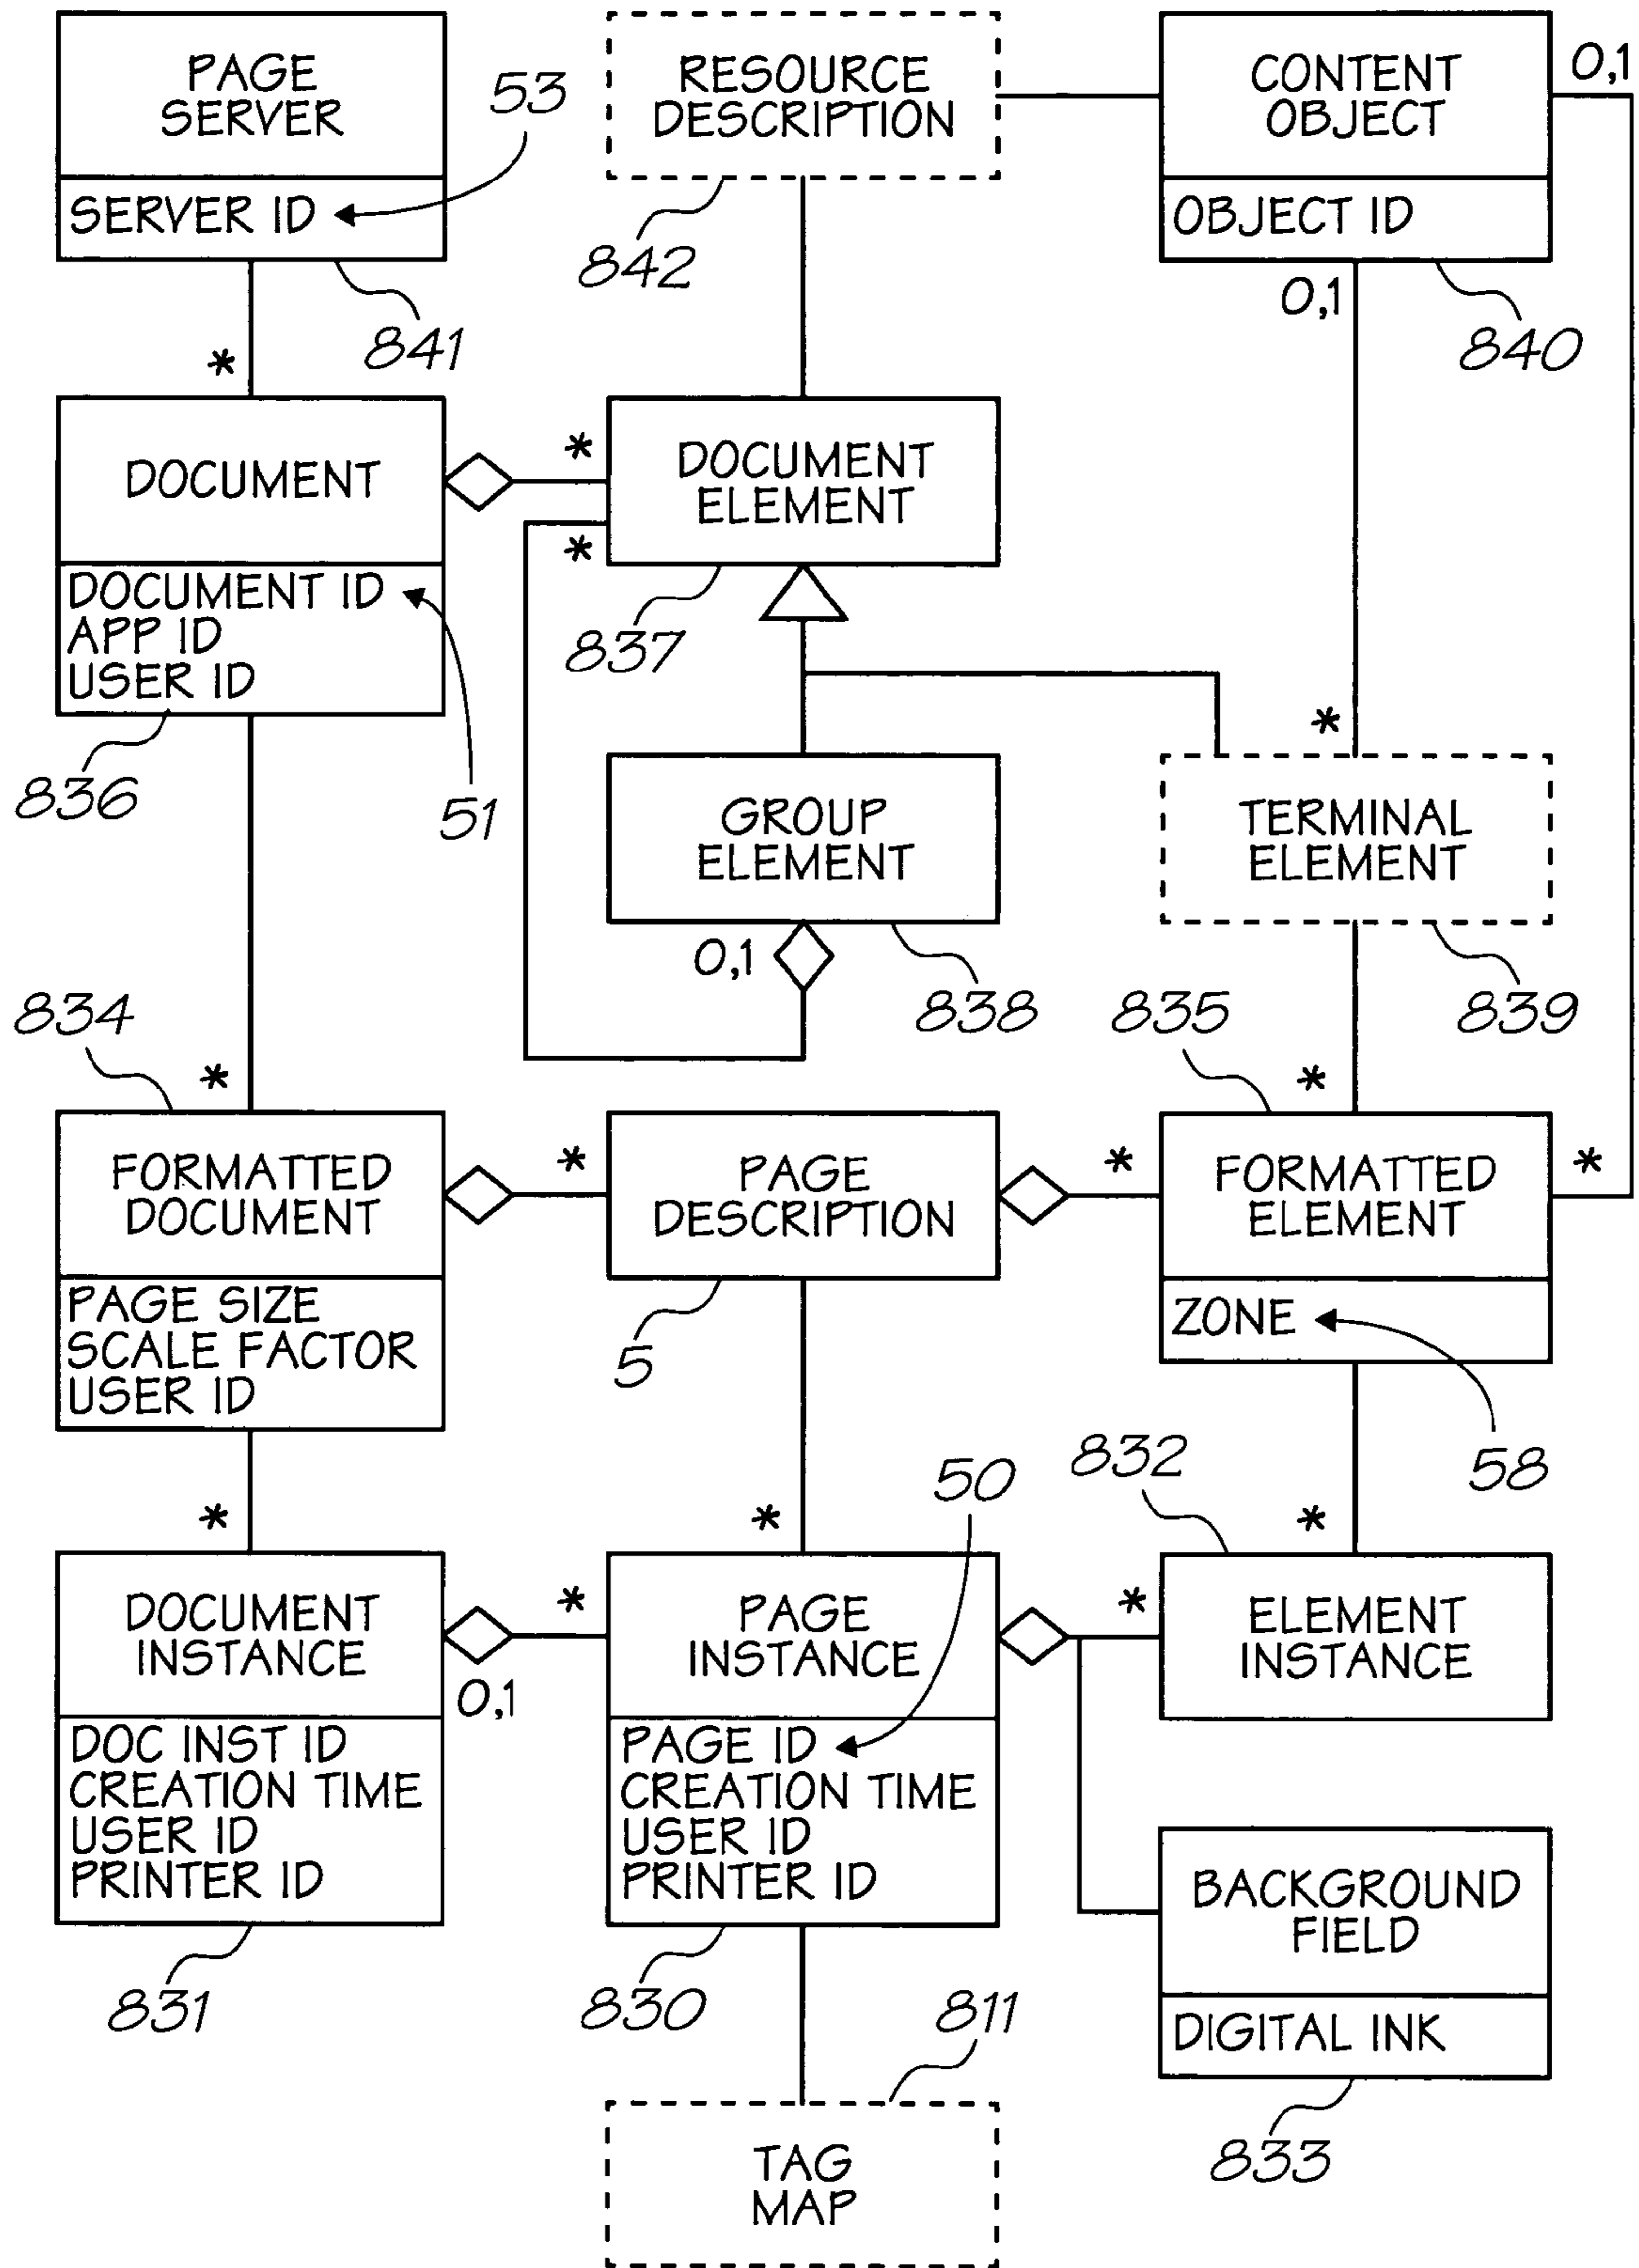 PAGE
SERVER
SERVER ID
53
841
RESOURCE
DESCRIPTION
842
CONTENT
OBJECT
OBJECT ID
840
0,1
0,1
*
DOCUMENT
DOCUMENT ID
APP ID
USER ID
836
51
*
*
DOCUMENT
ELEMENT
837
GROUP
ELEMENT
0,1
838
*
TERMINAL
ELEMENT
839
834
*
FORMATTED
DOCUMENT
PAGE SIZE
SCALE FACTOR
USER ID
*
PAGE
DESCRIPTION
5
835
*
*
*
FORMATTED
ELEMENT
ZONE
58
*
DOCUMENT
INSTANCE
0,1
DOC INST ID
CREATION TIME
USER ID
PRINTER ID
831
50
*
*
PAGE
INSTANCE
PAGE ID
CREATION TIME
USER ID
PRINTER ID
830
832
*
*
ELEMENT
INSTANCE
BACKGROUND
FIELD
DIGITAL INK
833
811
TAG
MAP